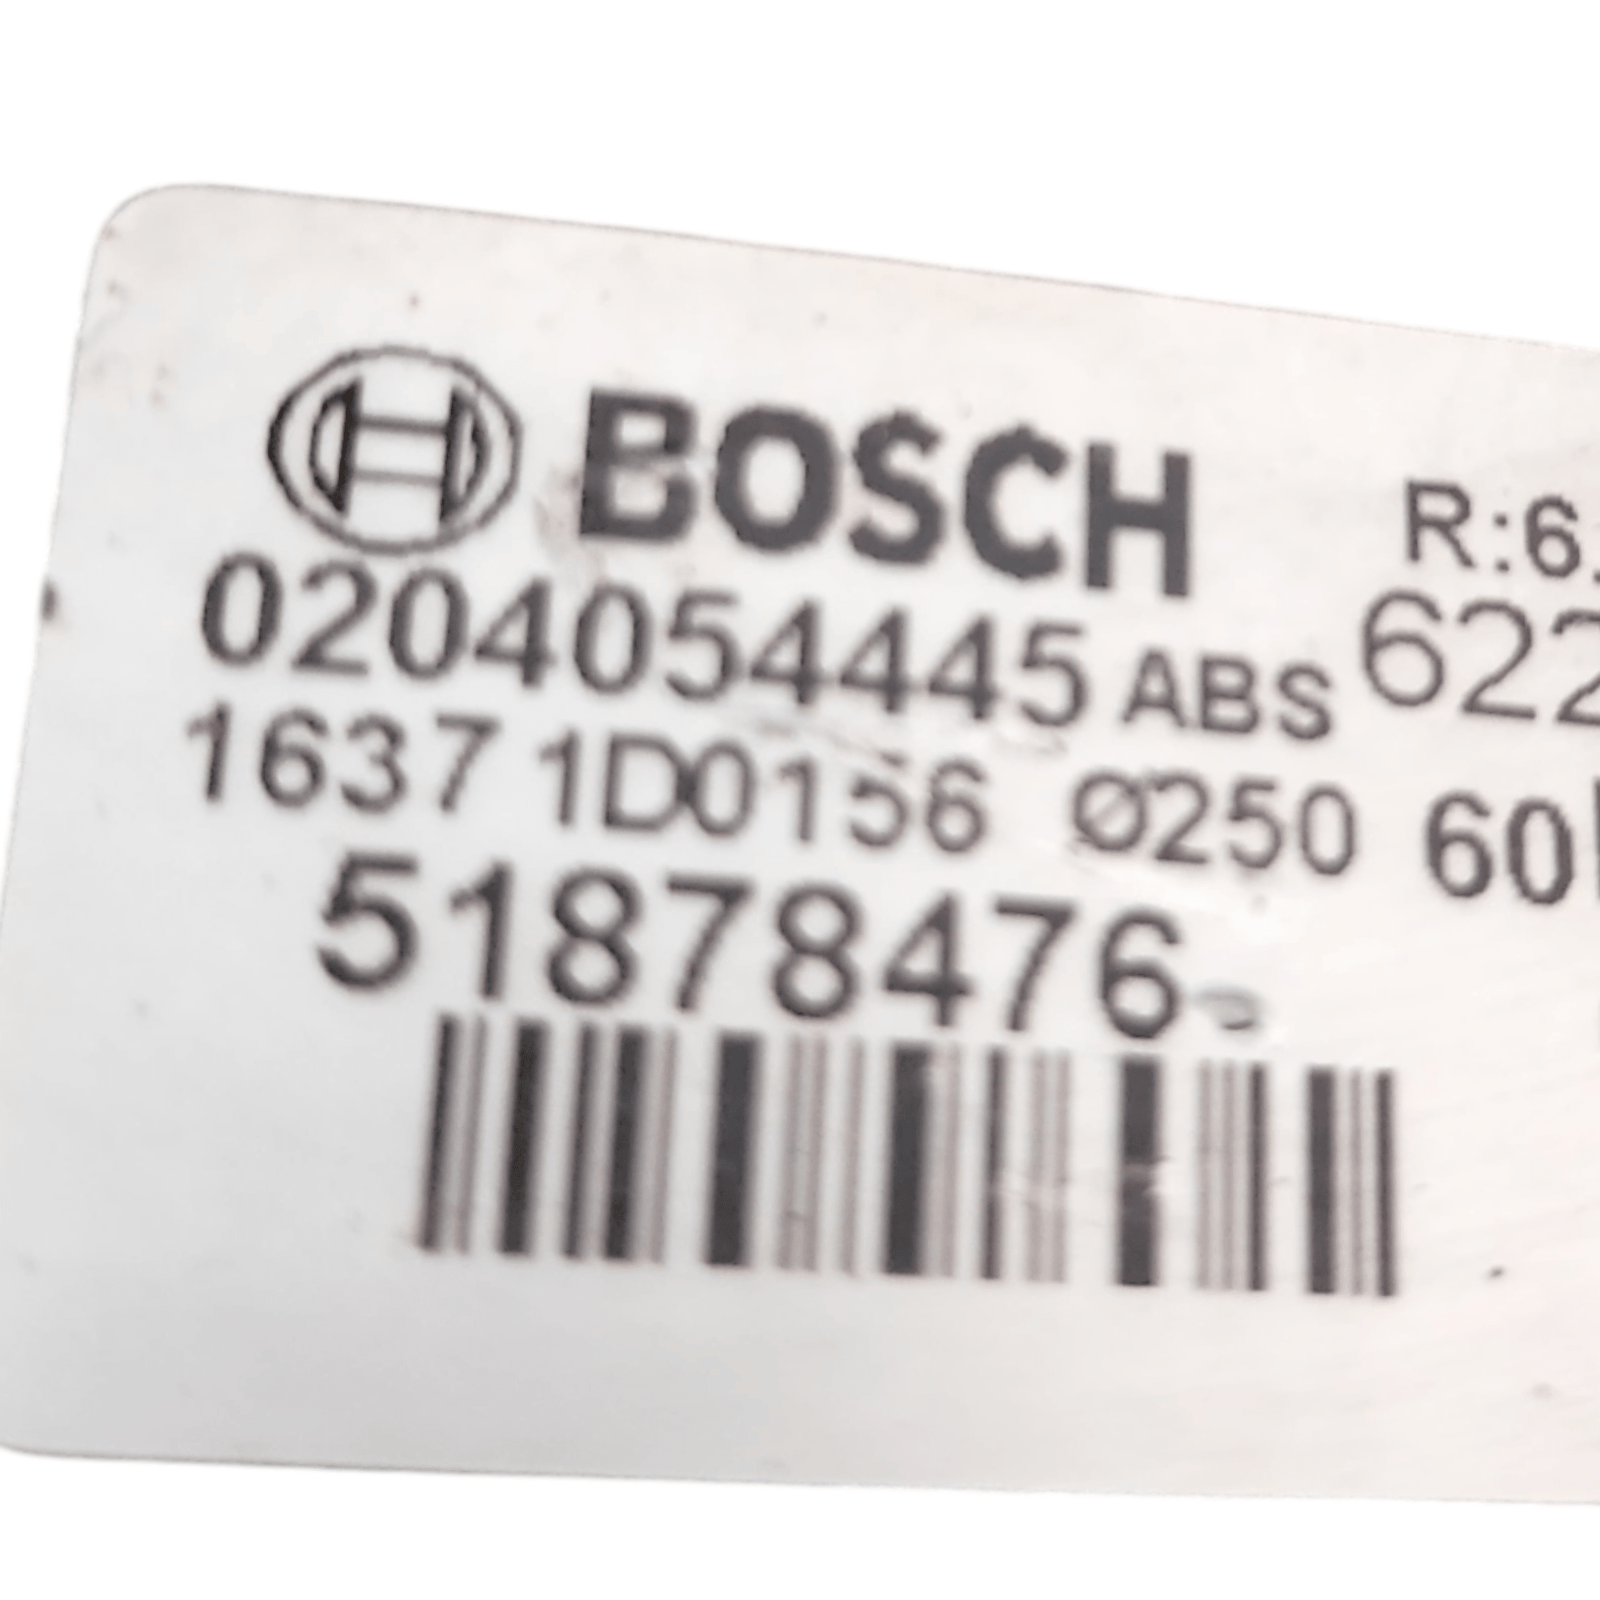 BOSCH R:6.
0204054445 ABS 622
1637 1D0156 Ø250 60
51878476